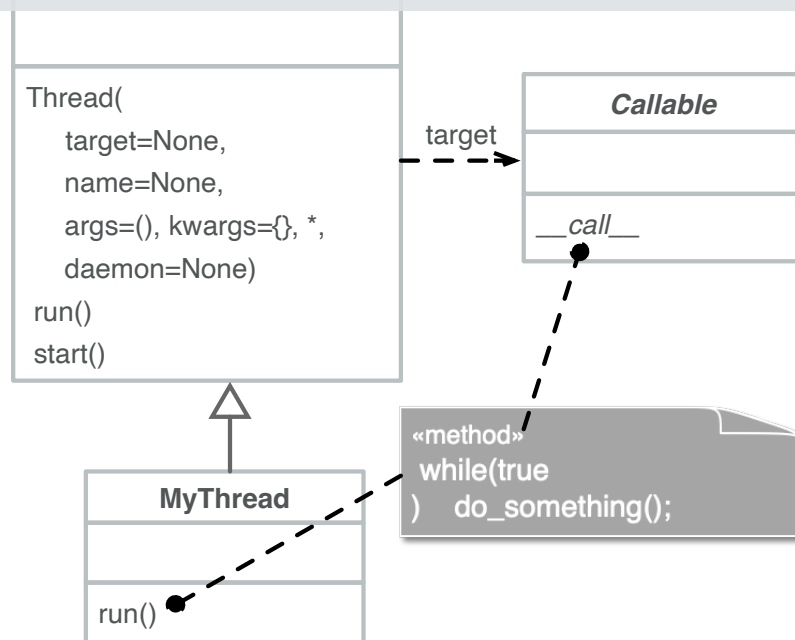 Thread(
target=None,
name=None,
args=(), kwargs={}, *,
daemon=None)
run()
start()
target
Callable
__call__
«method»
while(true
) do_something();
MyThread
run()